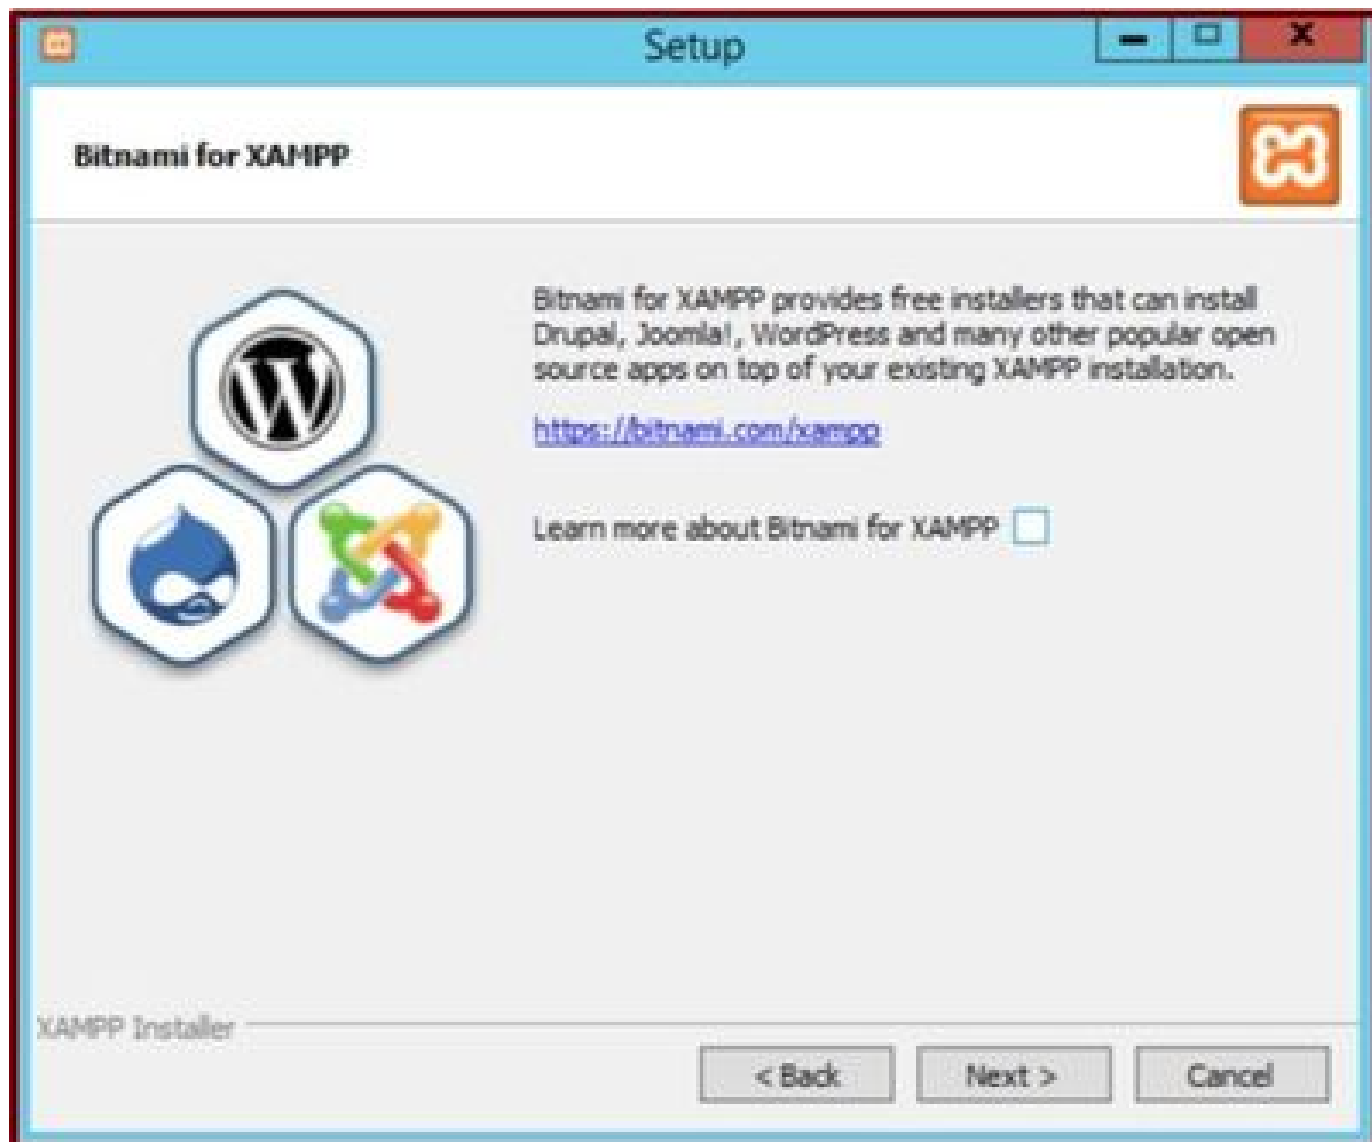 Setup
Bitnami for XAMPP
Bitnami for XAMPP provides free installers that can install
Drupal, Joomla!, WordPress and many other popular open
source apps on top of your existing XAMPP installation.
https://bitnami.com/xampp
Learn more about Bitnami for XAMPP
XAMPP Installer
< Back
Next >
Cancel